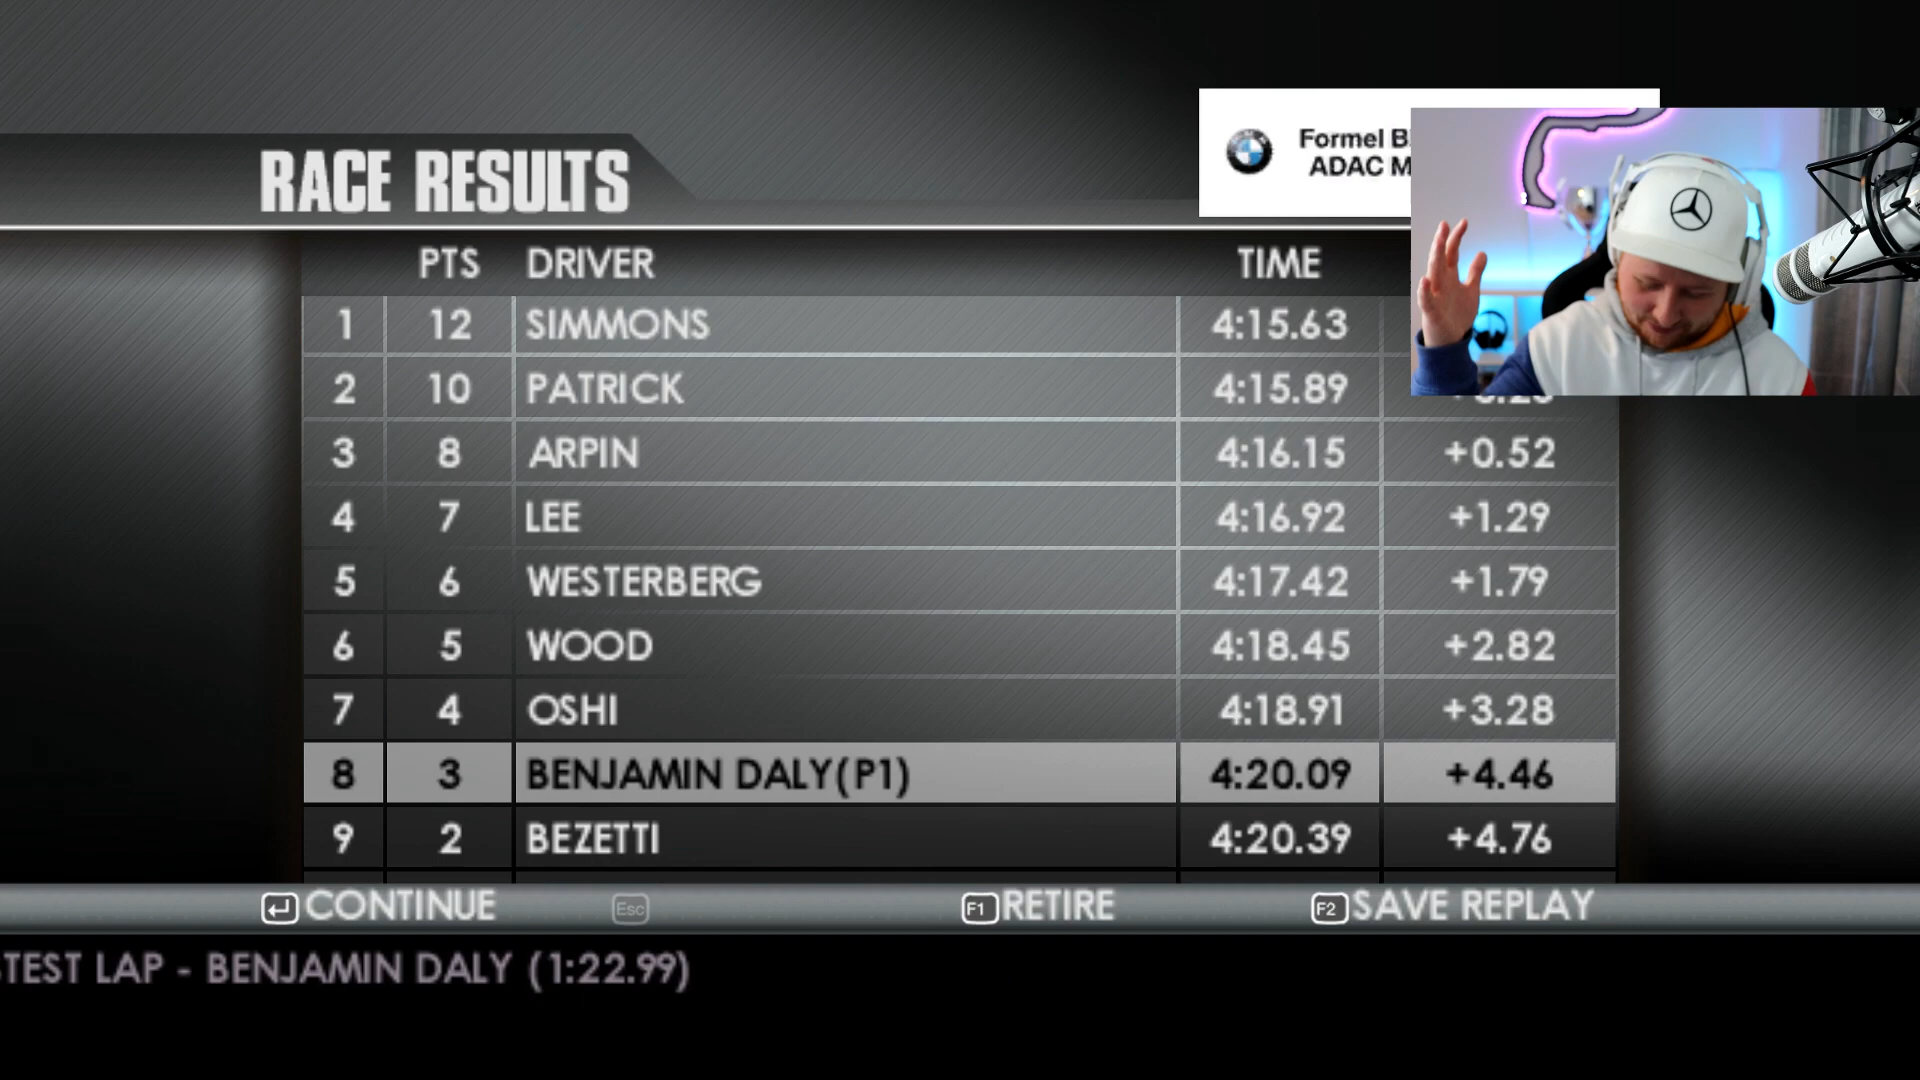 Formel B
ADAC M
RACE RESULTS
PTS DRIVER TIME
1 12 SIMMONS 4:15.63
2 10 PATRICK 4:15.89
3 8 ARPIN 4:16.15 +0.52
4 7 LEE 4:16.92 +1.29
5 6 WESTERBERG 4:17.42 +1.79
6 5 WOOD 4:18.45 +2.82
7 4 OSHI 4:18.91 +3.28
8 3 BENJAMIN DALY(P1) 4:20.09 +4.46
9 2 BEZETTI 4:20.39 +4.76
CONTINUE Esc F1 RETIRE F2 SAVE REPLAY
TEST LAP - BENJAMIN DALY (1:22.99)